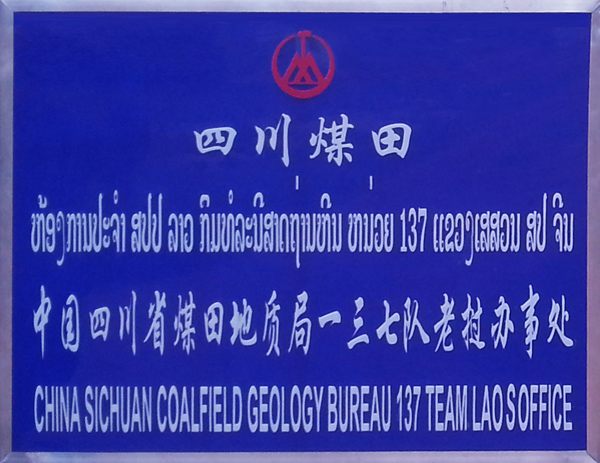 四川煤田
ຫ້ອງການປະຈຳ ສປປ ລາວ ກົມທໍລະນີສາດຖ່ານຫີນ ໜ່ວຍ 137 ແຂວງເສສວນ ສປ ຈີນ
中国四川省煤田地质局一三七队老挝办事处
CHINA SICHUAN COALFIELD GEOLOGY BUREAU 137 TEAM LAOS OFFICE